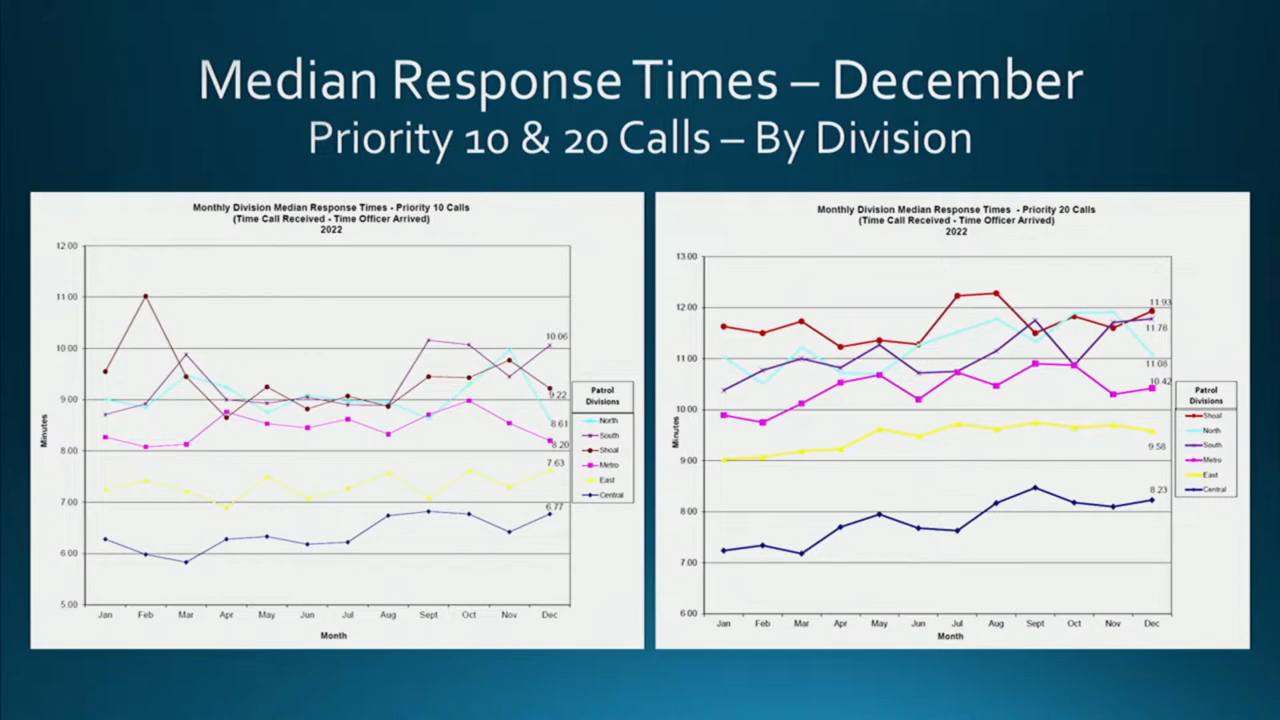 Median Response Times – December
Priority 10 & 20 Calls – By Division
Monthly Division Median Response Times - Priority 10 Calls
(Time Call Received - Time Officer Arrived)
2022
12.00
11.00
10.00
9.00
8.00
7.00
6.00
5.00
Minutes
10.06
9.22
8.61
8.20
7.63
6.77
Jan Feb Mar Apr May Jun Jul Aug Sept Oct Nov Dec
Month
Patrol
Divisions
North
South
Shoal
Metro
East
Central
Monthly Division Median Response Times - Priority 20 Calls
(Time Call Received - Time Officer Arrived)
2022
13.00
12.00
11.00
10.00
9.00
8.00
7.00
6.00
Minutes
11.93
11.78
11.08
10.42
9.58
8.23
Jan Feb Mar Apr May Jun Jul Aug Sept Oct Nov Dec
Month
Patrol
Divisions
Shoal
North
South
Metro
East
Central